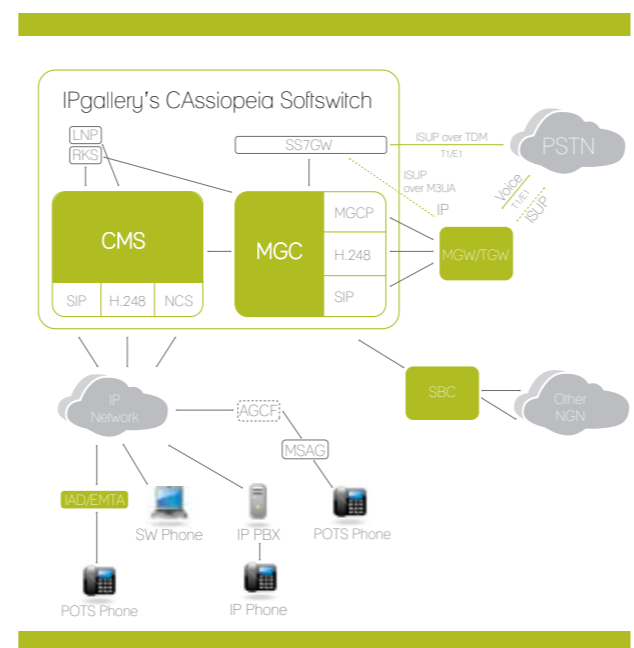 IPgallery's CAssiopeia Softswitch
LNP
RKS
SS7GW
ISUP over TDM
T1/E1
PSTN
ISUP
over M3UA
IP
Voice
T1/E1
ISUP
CMS
MGC
MGCP
H.248
SIP
MGW/TGW
SIP
H.248
NCS
IP
Network
AGCF
MSAG
SBC
Other
NGN
IAD/EMTA
SW Phone
IP PBX
POTS Phone
POTS Phone
IP Phone